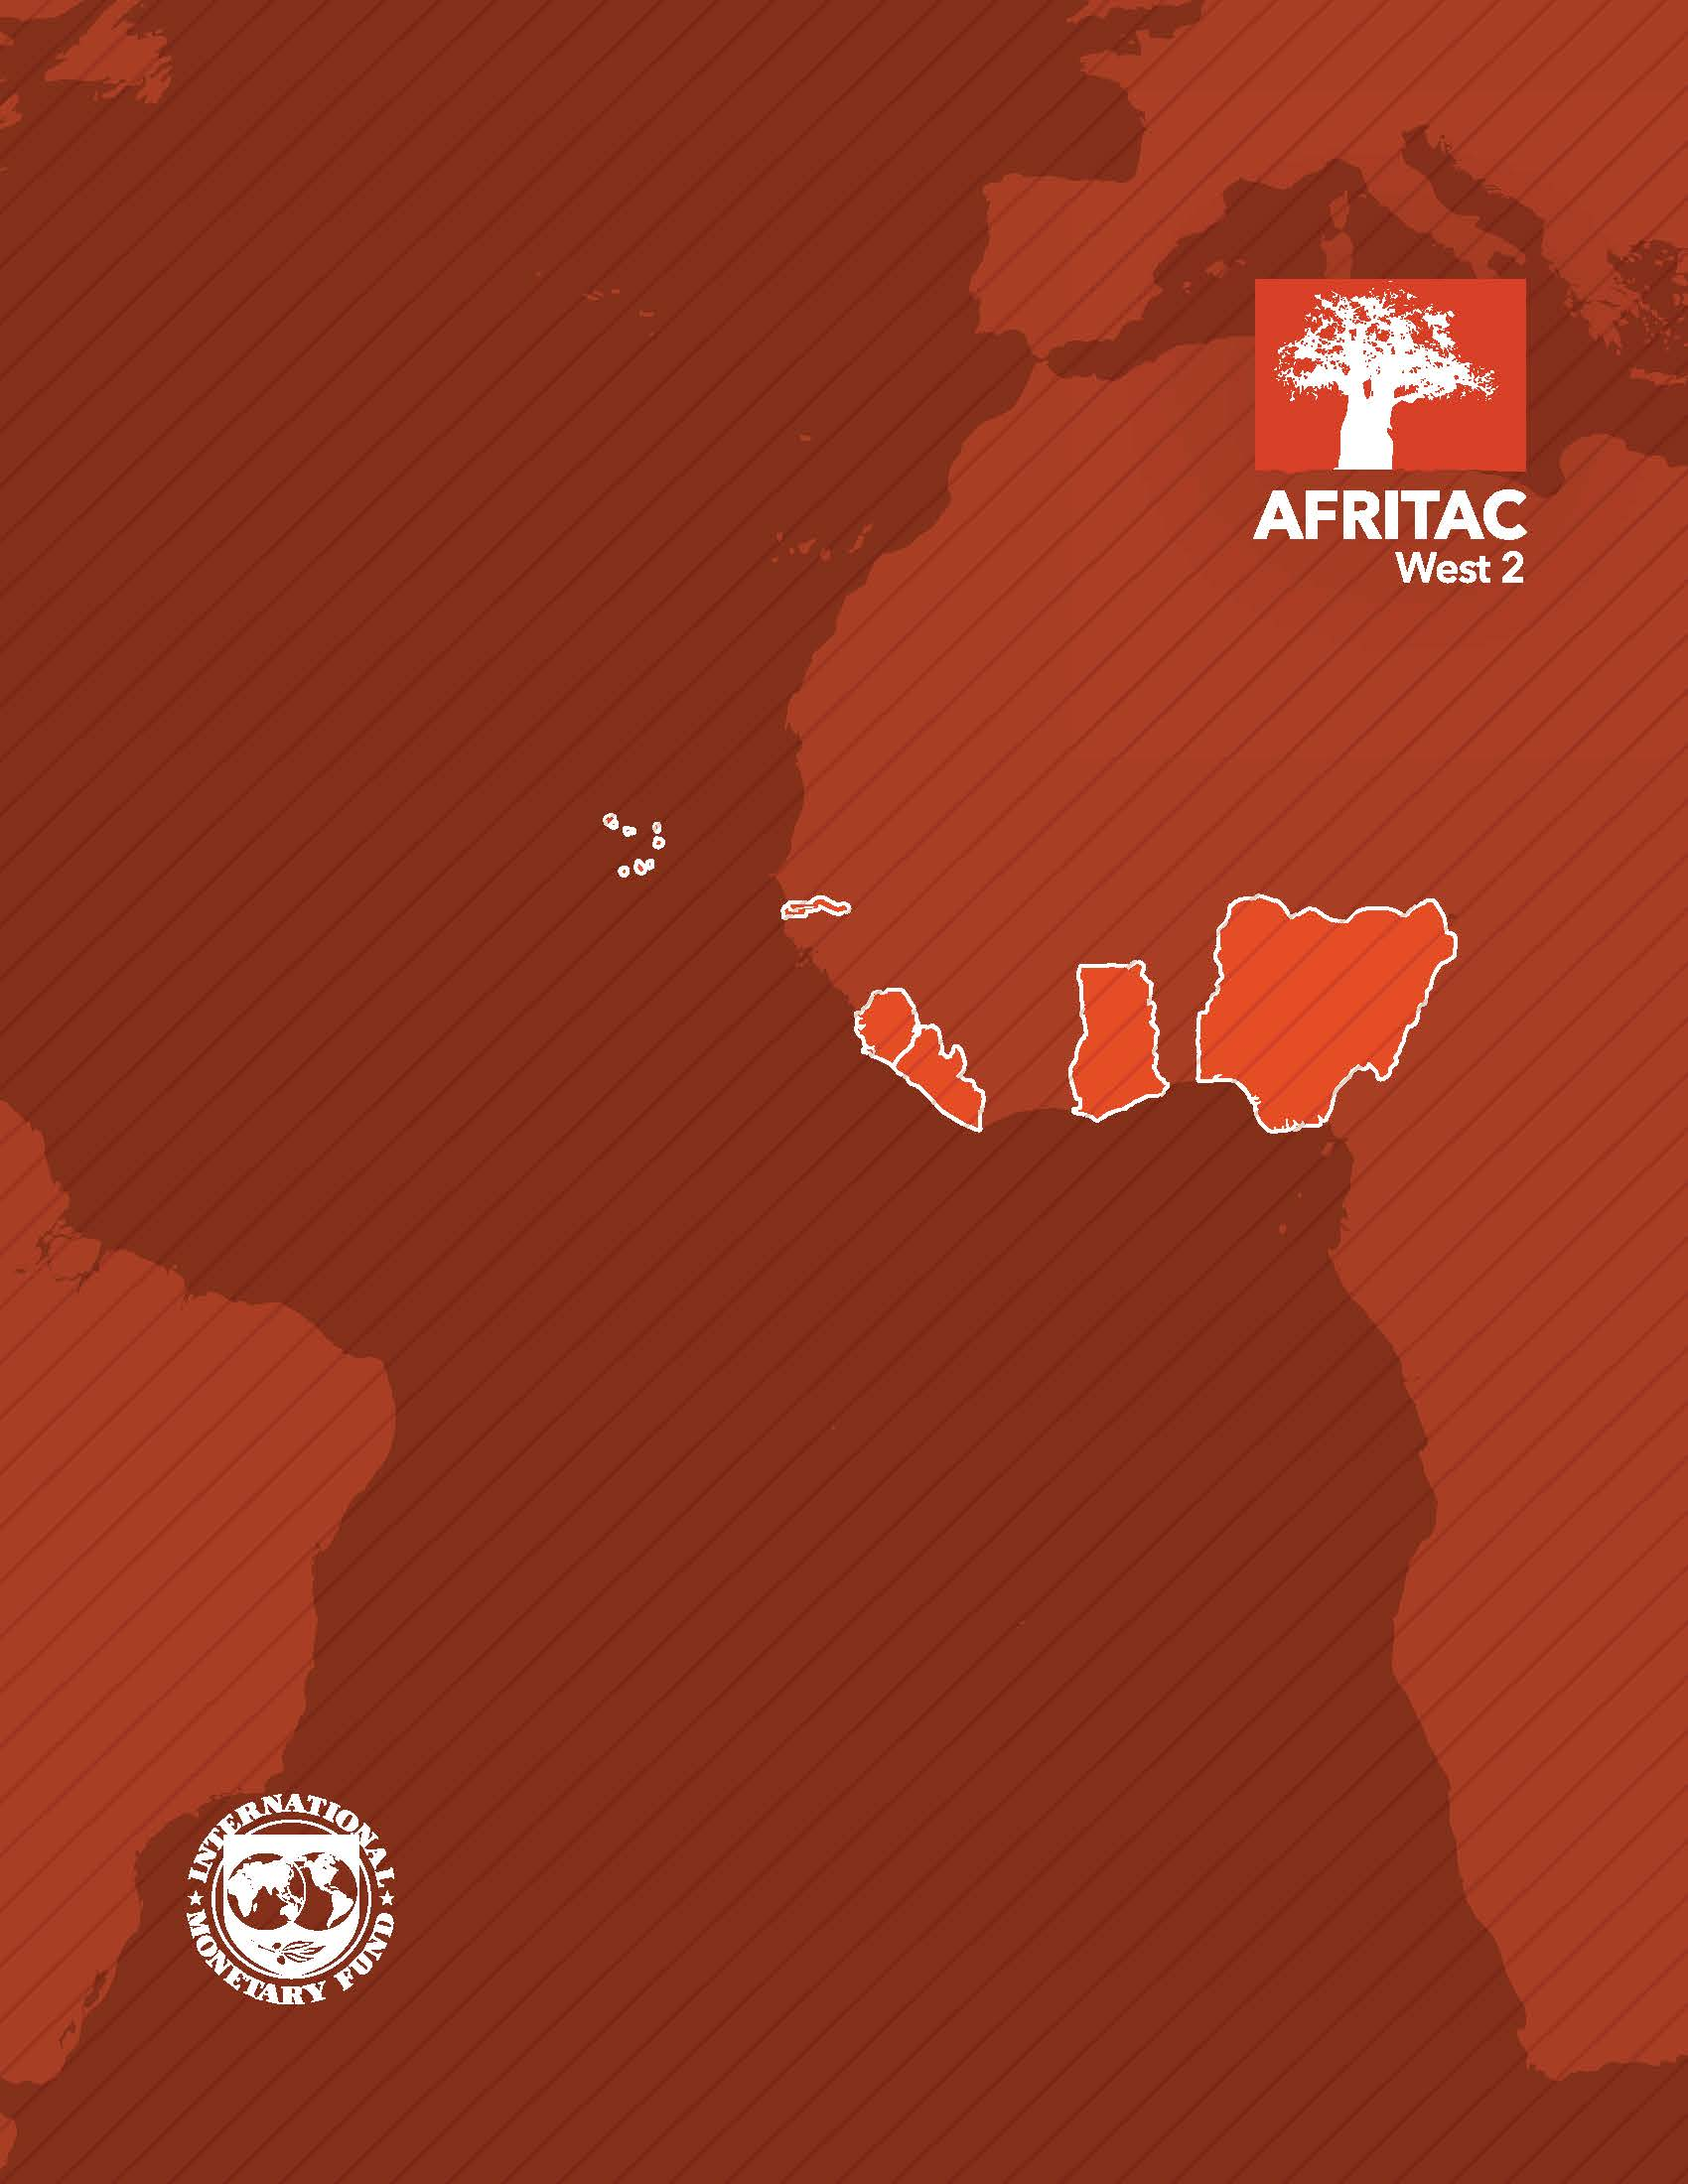 AFRITAC
West 2
INTERNATIONAL
MONETARY FUND